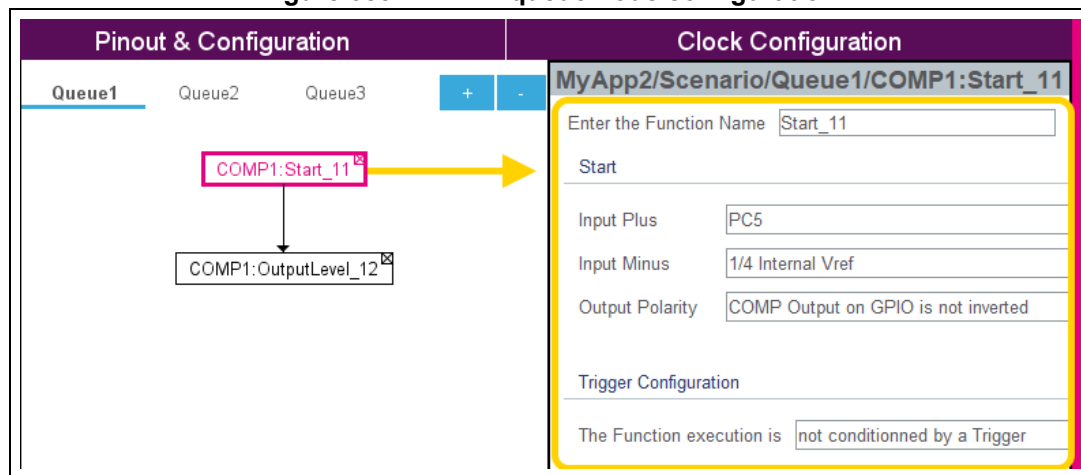 Pinout & Configuration
Clock Configuration
Queue1
Queue2
Queue3
+
-
MyApp2/Scenario/Queue1/COMP1:Start_11
Enter the Function Name
Start_11
COMP1:Start_11
Start
Input Plus
PC5
COMP1:OutputLevel_12
Input Minus
1/4 Internal Vref
Output Polarity
COMP Output on GPIO is not inverted
Trigger Configuration
The Function execution is
not conditionned by a Trigger